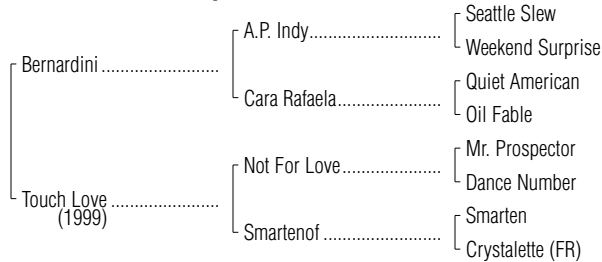 Seattle Slew
A.P. Indy..............................
Weekend Surprise
Bernardini ...........................
Quiet American
Cara Rafaela........................
Oil Fable
Mr. Prospector
Not For Love.......................
Dance Number
Touch Love .........................
(1999)
Smarten
Smartenof ...........................
Crystalette (FR)